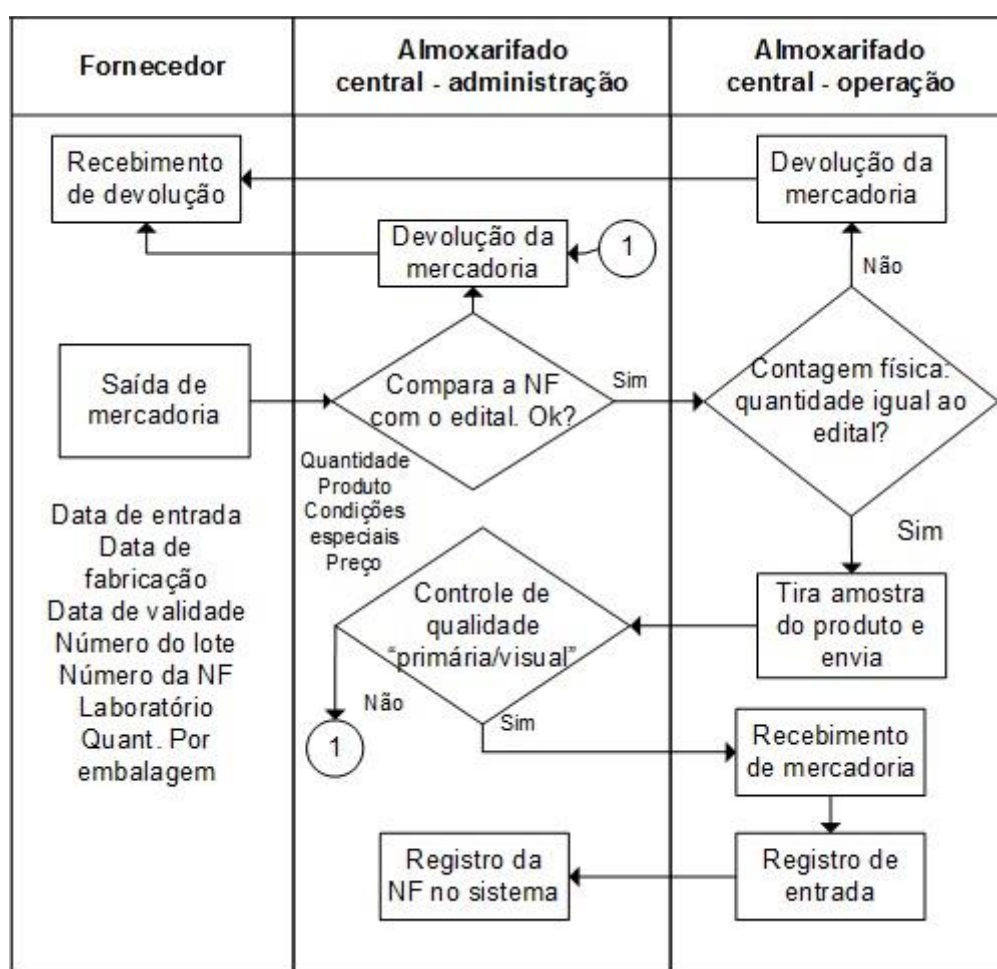 Fornecedor
Almoxarifado
central - administração
Almoxarifado
central - operação
Recebimento
de devolução
Devolução da
mercadoria
Devolução da
mercadoria
1
Não
Saída de
mercadoria
Compara a NF
com o edital. Ok?
Sim
Contagem física:
quantidade igual ao
edital?
Quantidade
Produto
Condições
especiais
Preço
Sim
Data de entrada
Data de
fabricação
Data de validade
Número do lote
Número da NF
Laboratório
Quant. Por
embalagem
Controle de
qualidade
“primária/visual”
Tira amostra
do produto e
envia
Não
Sim
1
Recebimento
de mercadoria
Registro da
NF no sistema
Registro de
entrada